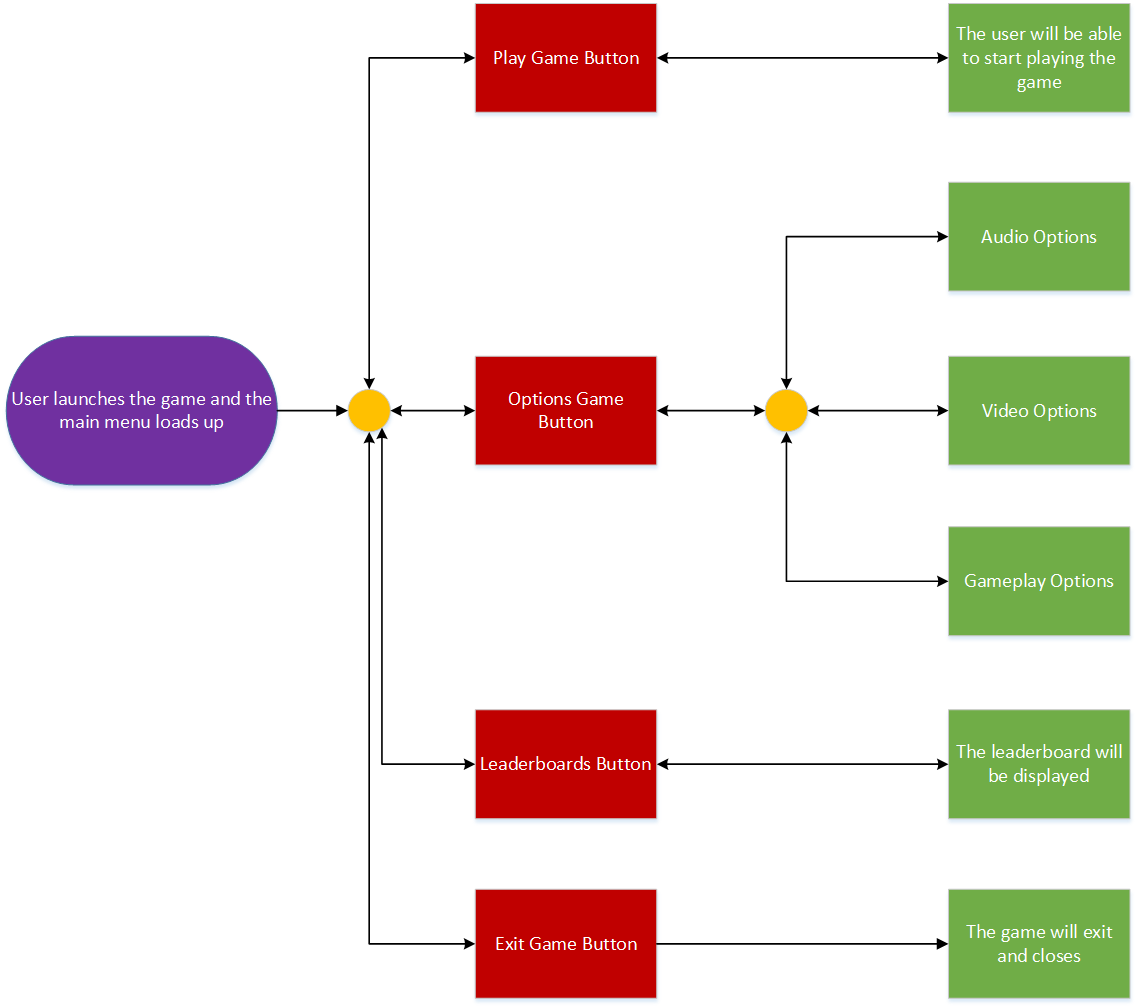 Play Game Button
The user will be able
to start playing the
game
Audio Options
User launches the game and the
main menu loads up
Options Game
Button
Video Options
Gameplay Options
Leaderboards Button
The leaderboard will
be displayed
Exit Game Button
The game will exit
and closes